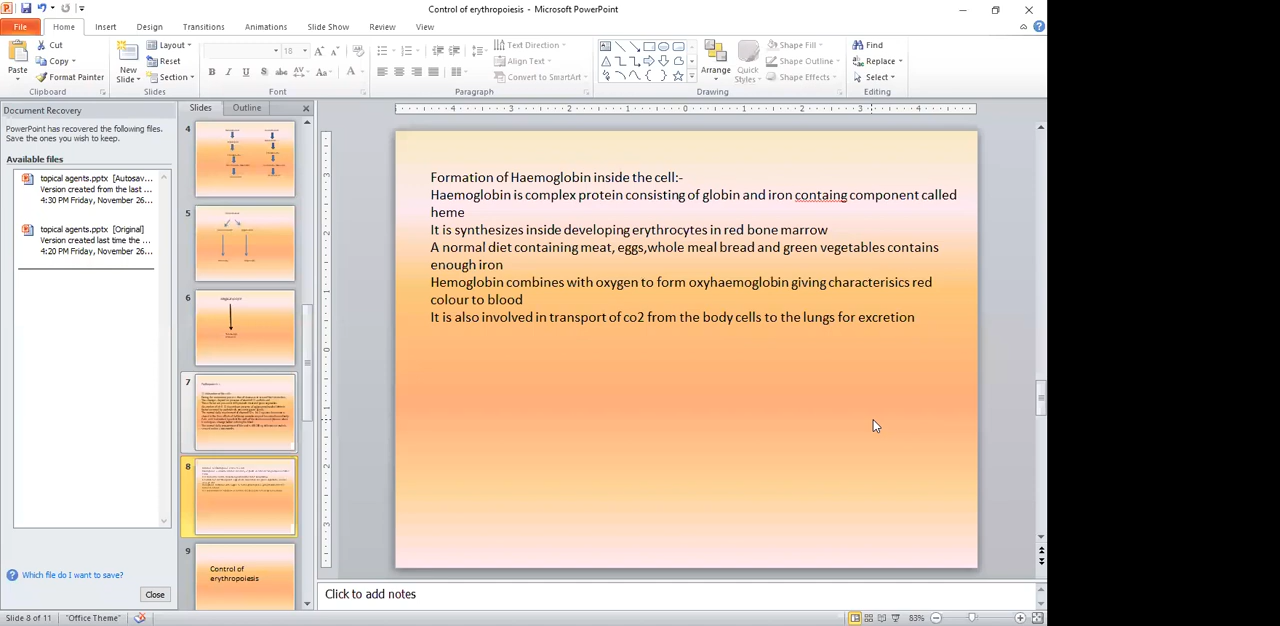 Control of erythropoiesis - Microsoft PowerPoint
File Home Insert Design Transitions Animations Slide Show Review View
Paste
Cut
Copy
Format Painter
Clipboard
New
Slide
Layout
Reset
Section
Slides
18
B I U S abc AV Aa A
Font
Text Direction
Align Text
Convert to SmartArt
Paragraph
Arrange
Quick
Styles
Shape Fill
Shape Outline
Shape Effects
Drawing
Find
Replace
Select
Editing
Document Recovery
PowerPoint has recovered the following files.
Save the ones you wish to keep.
Available files
topical agents.pptx [Autosav...
Version created from the last ...
4:30 PM Friday, November 26...
topical agents.pptx [Original]
Version created last time the ...
4:20 PM Friday, November 26...
Which file do I want to save?
Close
Slides Outline
4
5
6
7
8
9
Control of
erythropoiesis
Formation of Haemoglobin inside the cell:-
Haemoglobin is complex protein consisting of globin and iron containg component called
heme
It is synthesizes inside developing erythrocytes in red bone marrow
A normal diet containing meat, eggs,whole meal bread and green vegetables contains
enough iron
Hemoglobin combines with oxygen to form oxyhaemoglobin giving characterisics red
colour to blood
It is also involved in transport of co2 from the body cells to the lungs for excretion
Click to add notes
Slide 8 of 11 "Office Theme" 83%